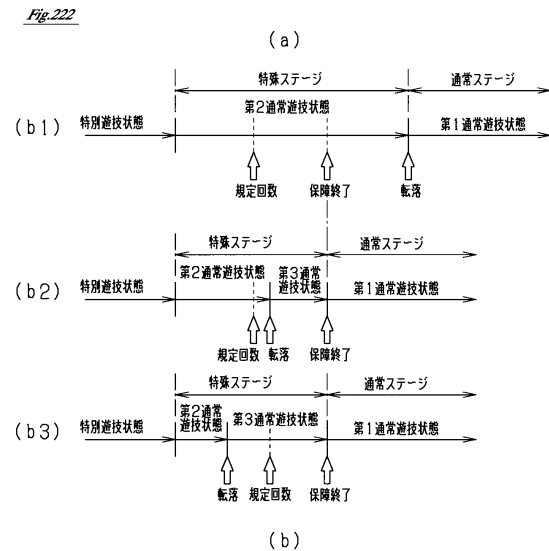 Fig.222
(a)
特殊ステージ 通常ステージ
第2通常遊技状態
(b1) 特別遊技状態 第1通常遊技状態
規定回数 保障終了 転落
特殊ステージ 通常ステージ
第2通常遊技状態 第3通常
遊技状態
(b2) 特別遊技状態 第1通常遊技状態
規定回数 転落 保障終了
特殊ステージ 通常ステージ
第2通常
遊技状態 第3通常遊技状態
(b3) 特別遊技状態 第1通常遊技状態
転落 規定回数 保障終了
(b)